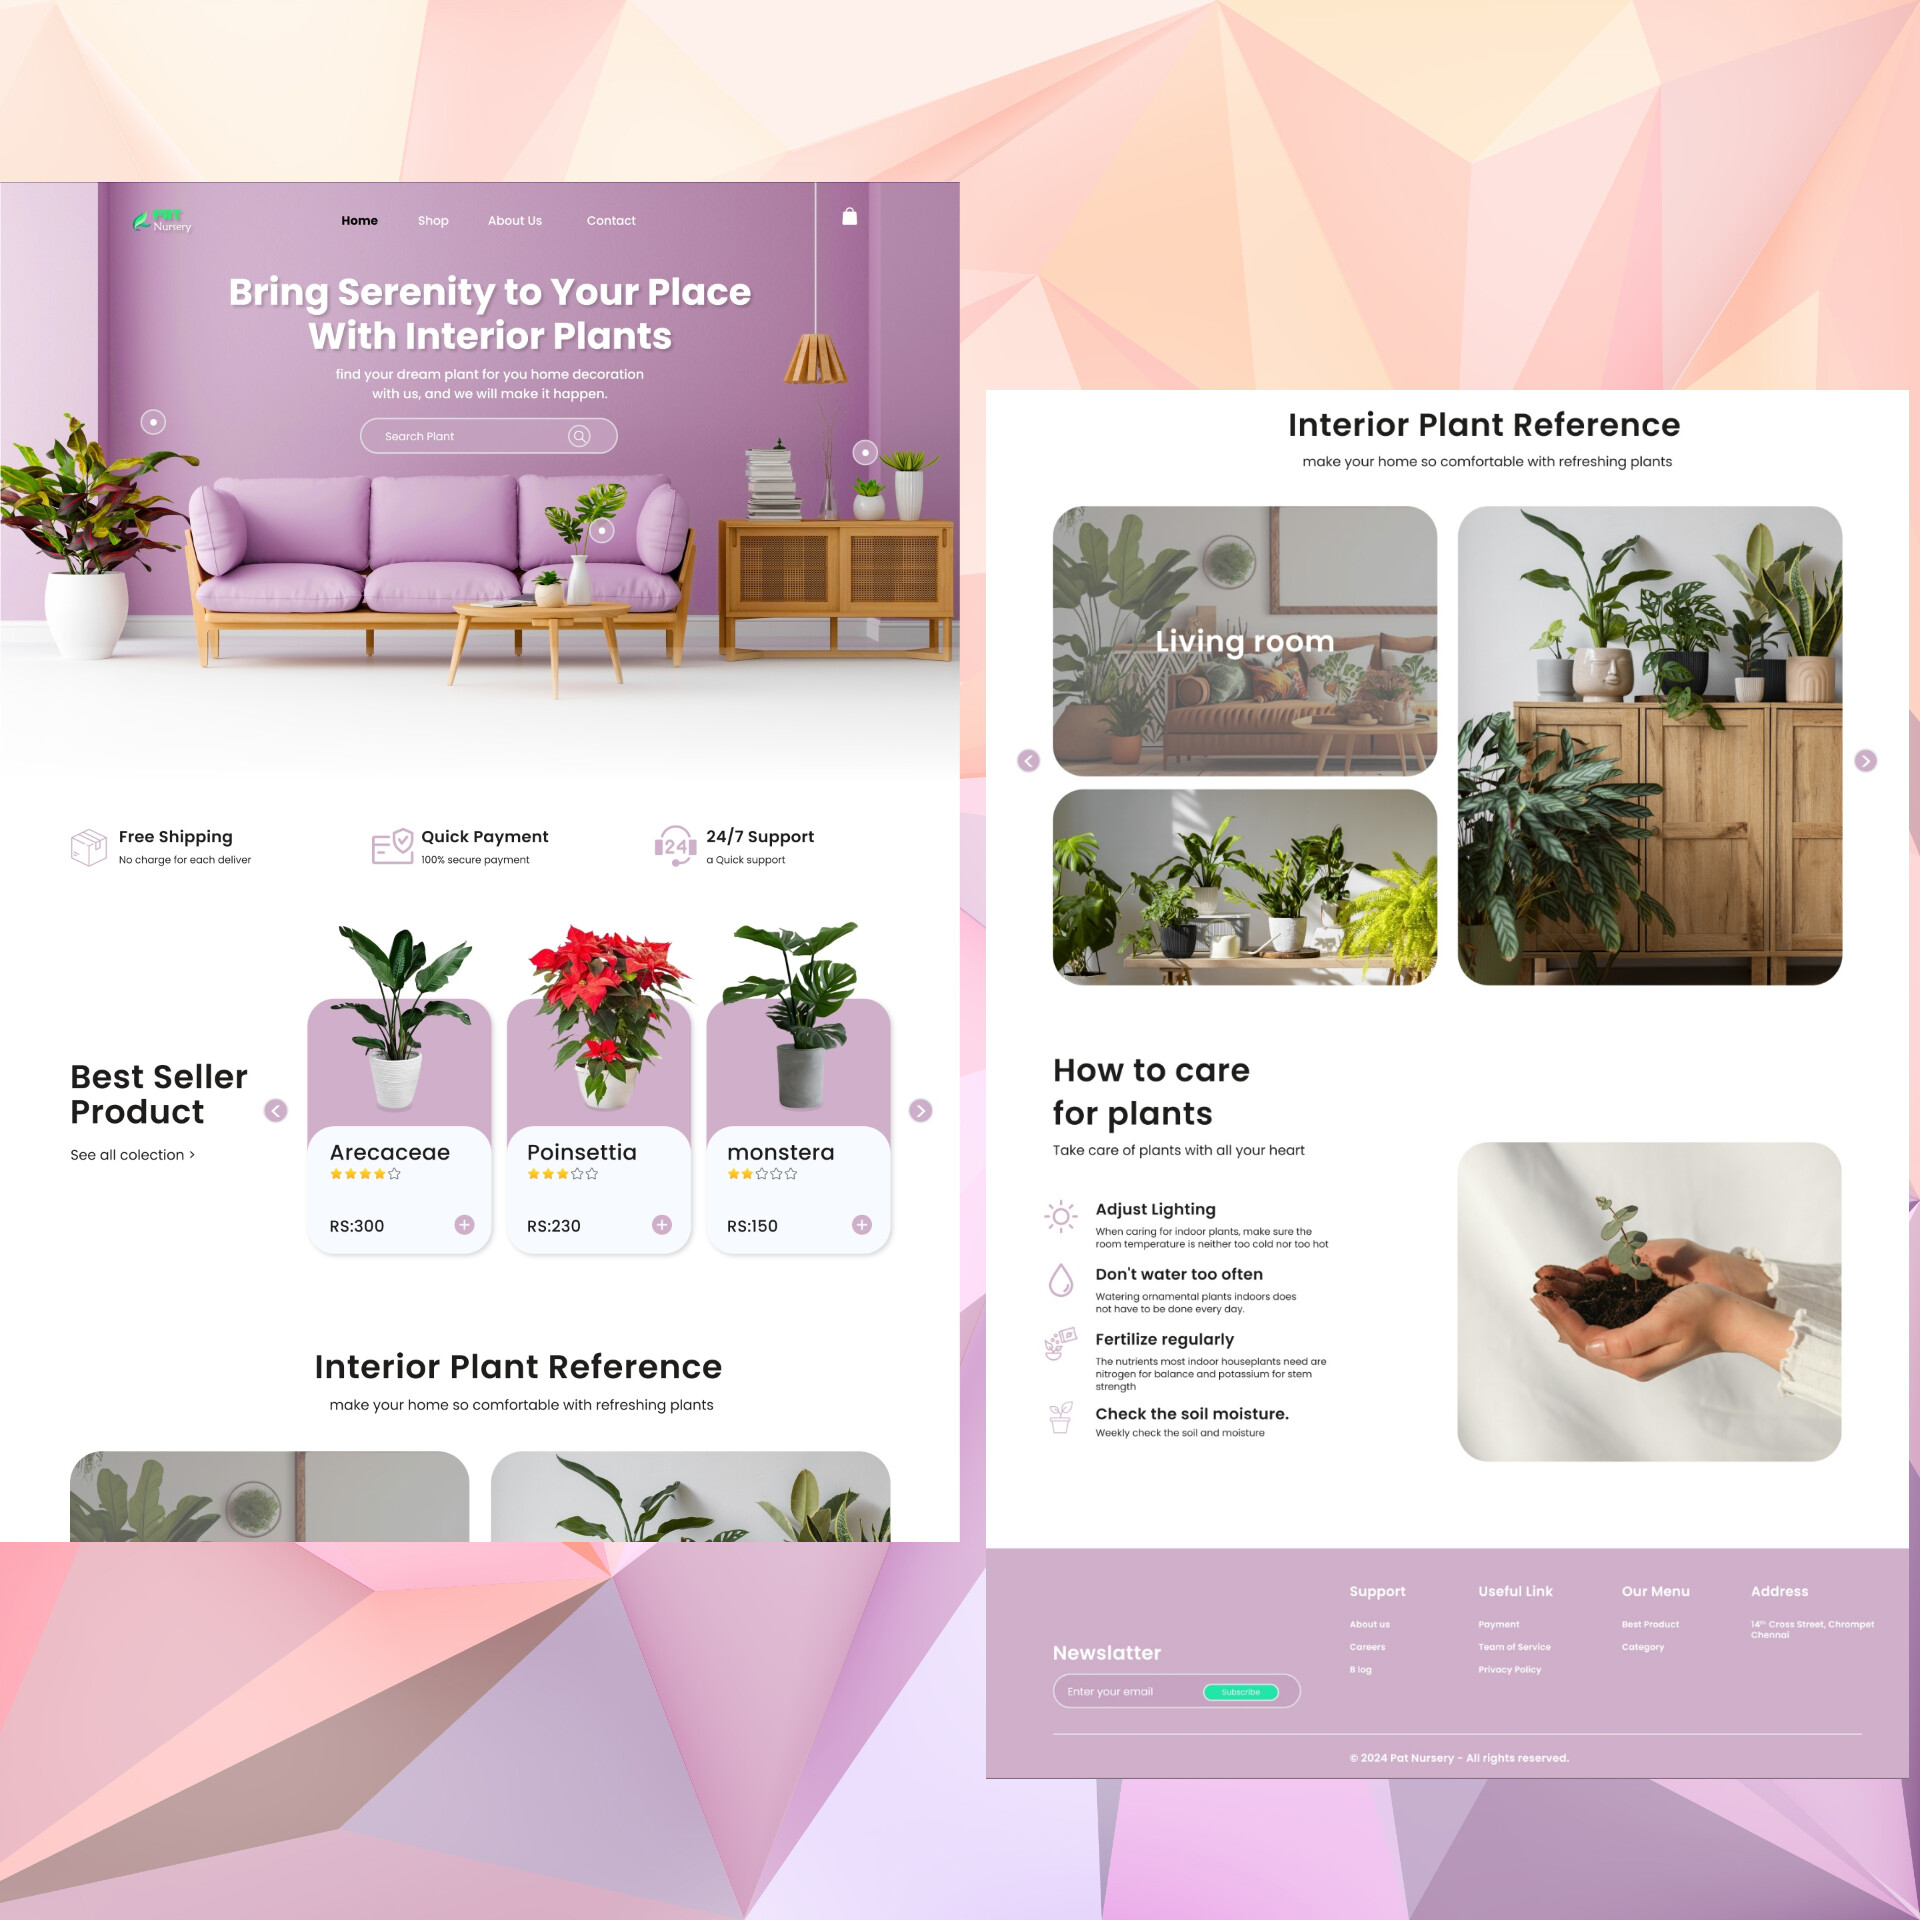 PAT
Nursery
Home
Shop
About Us
Contact
Bring Serenity to Your Place
With Interior Plants
find your dream plant for you home decoration
with us, and we will make it happen.
Search Plant
Free Shipping
No charge for each deliver
Quick Payment
100% secure payment
24
24/7 Support
a Quick support
Best Seller
Product
See all colection >
Arecaceae
RS:300
Poinsettia
RS:230
monstera
RS:150
Interior Plant Reference
make your home so comfortable with refreshing plants
Interior Plant Reference
make your home so comfortable with refreshing plants
Living room
How to care
for plants
Take care of plants with all your heart
Adjust Lighting
When caring for indoor plants, make sure the
room temperature is neither too cold nor too hot
Don't water too often
Watering ornamental plants indoors does
not have to be done every day.
Fertilize regularly
The nutrients most indoor houseplants need are
nitrogen for balance and potassium for stem
strength
Check the soil moisture.
Weekly check the soil and moisture
Newslatter
Enter your email
Subscribe
Support
About us
Careers
B log
Useful Link
Payment
Team of Service
Privacy Policy
Our Menu
Best Product
Category
Address
14th Cross Street, Chrompet
Chennai
© 2024 Pat Nursery - All rights reserved.